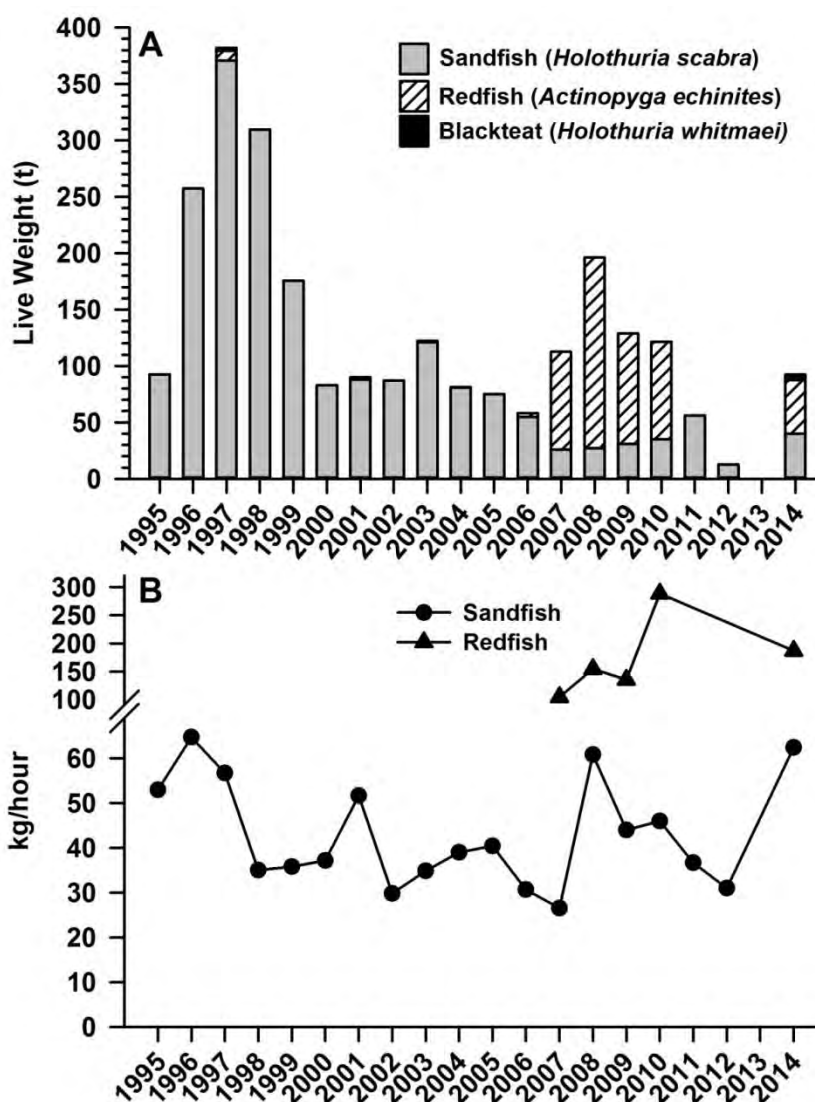 A
Sandfish (Holothuria scabra)
Redfish (Actinopyga echinites)
Blackteat (Holothuria whitmaei)
Live Weight (t)
400
350
300
250
200
150
100
50
0
1995 1996 1997 1998 1999 2000 2001 2002 2003 2004 2005 2006 2007 2008 2009 2010 2011 2012 2013 2014
B
Sandfish
Redfish
kg/hour
300
250
200
150
100
60
50
40
30
20
10
0
1995 1996 1997 1998 1999 2000 2001 2002 2003 2004 2005 2006 2007 2008 2009 2010 2011 2012 2013 2014